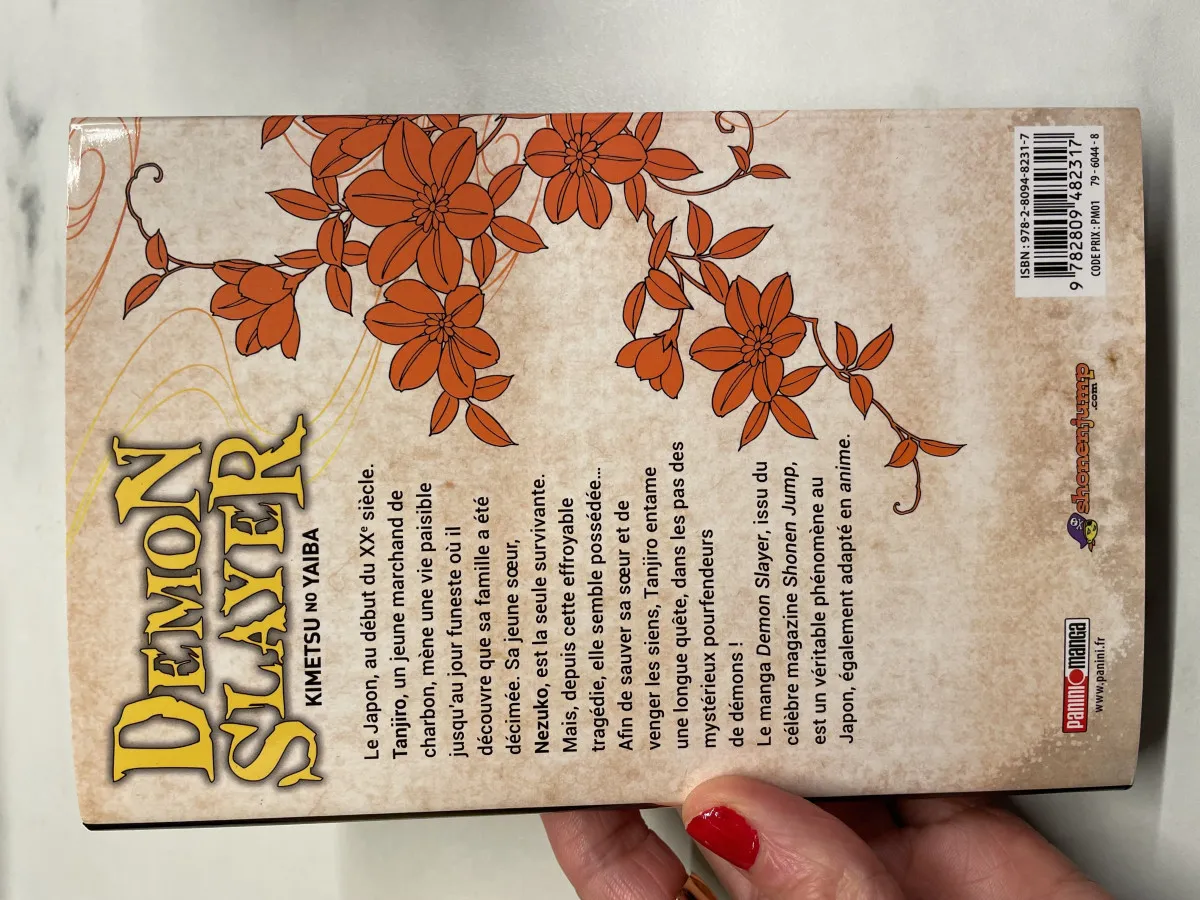 DEMON
SLAYER
KIMETSU NO YAIBA
Le Japon, au début du XXe siècle.
Tanjiro, un jeune marchand de
charbon, mène une vie paisible
jusqu'au jour funeste où il
découvre que sa famille a été
décimée. Sa jeune sœur,
Nezuko, est la seule survivante.
Mais, depuis cette effroyable
tragédie, elle semble possédée...
Afin de sauver sa sœur et de
venger les siens, Tanjiro entame
une longue quête, dans les pas des
mystérieux pourfendeurs
de démons !
Le manga Demon Slayer, issu du
célèbre magazine Shonen Jump,
est un véritable phénomène au
Japon, également adapté en anime.
PANINI MANGA
www.panini.fr
shonenjump
.com
ISBN : 978-2-8094-8231-7
9 782809 482317
CODE PRIX : PM01 79 - 6044 - 8